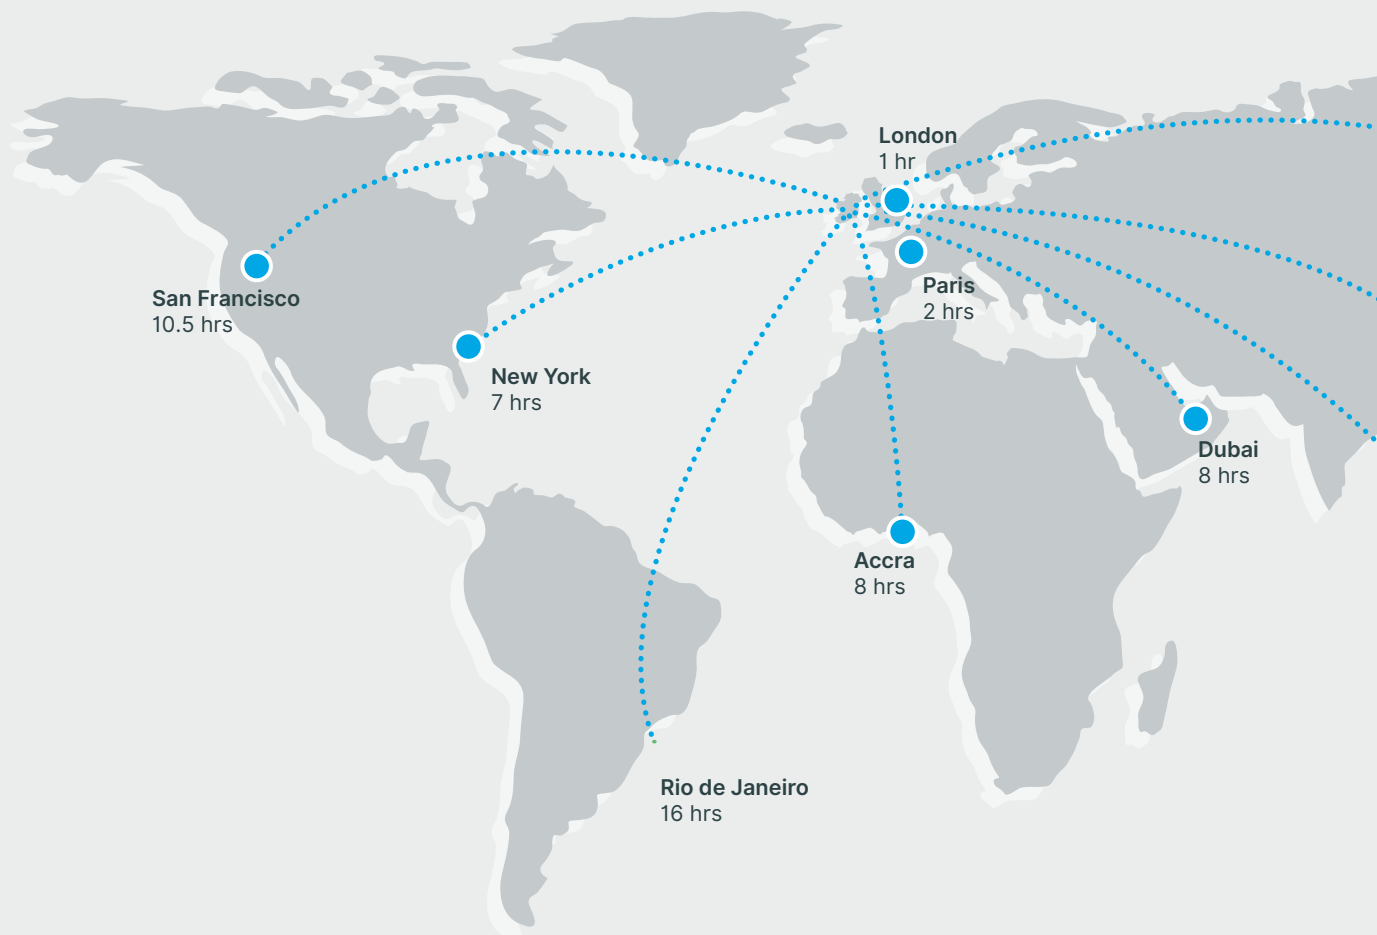 London
1 hr
San Francisco
10.5 hrs
Paris
2 hrs
New York
7 hrs
Dubai
8 hrs
Accra
8 hrs
Rio de Janeiro
16 hrs